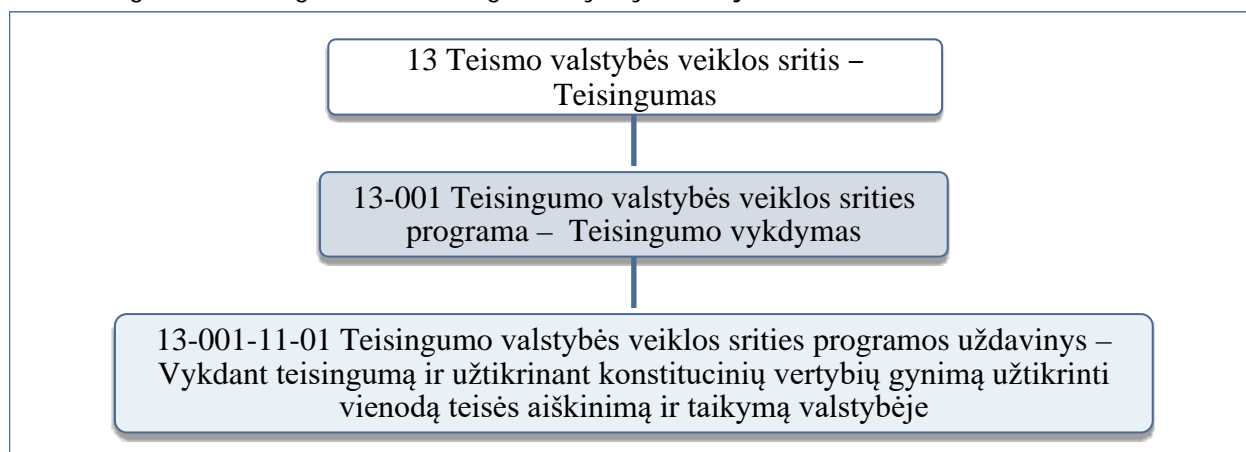 13 Teismo valstybės veiklos sritis –
Teisingumas
13-001 Teisingumo valstybės veiklos srities
programa – Teisingumo vykdymas
13-001-11-01 Teisingumo valstybės veiklos srities programos uždavinys –
Vykdant teisingumą ir užtikrinant konstitucinių vertybių gynimą užtikrinti
vienodą teisės aiškinimą ir taikymą valstybėje